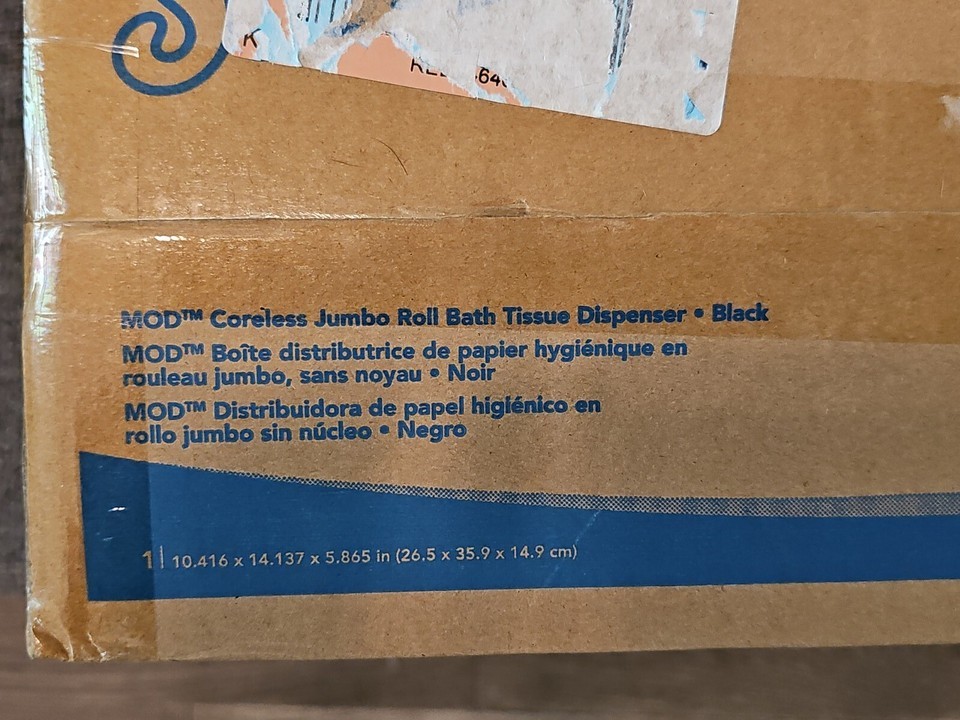 K
MOD™ Coreless Jumbo Roll Bath Tissue Dispenser • Black
MOD™ Boîte distributrice de papier hygiénique en
rouleau jumbo, sans noyau • Noir
MOD™ Distribuidora de papel higiénico en
rollo jumbo sin núcleo • Negro
1 | 10.416 x 14.137 x 5.865 in (26.5 x 35.9 x 14.9 cm)